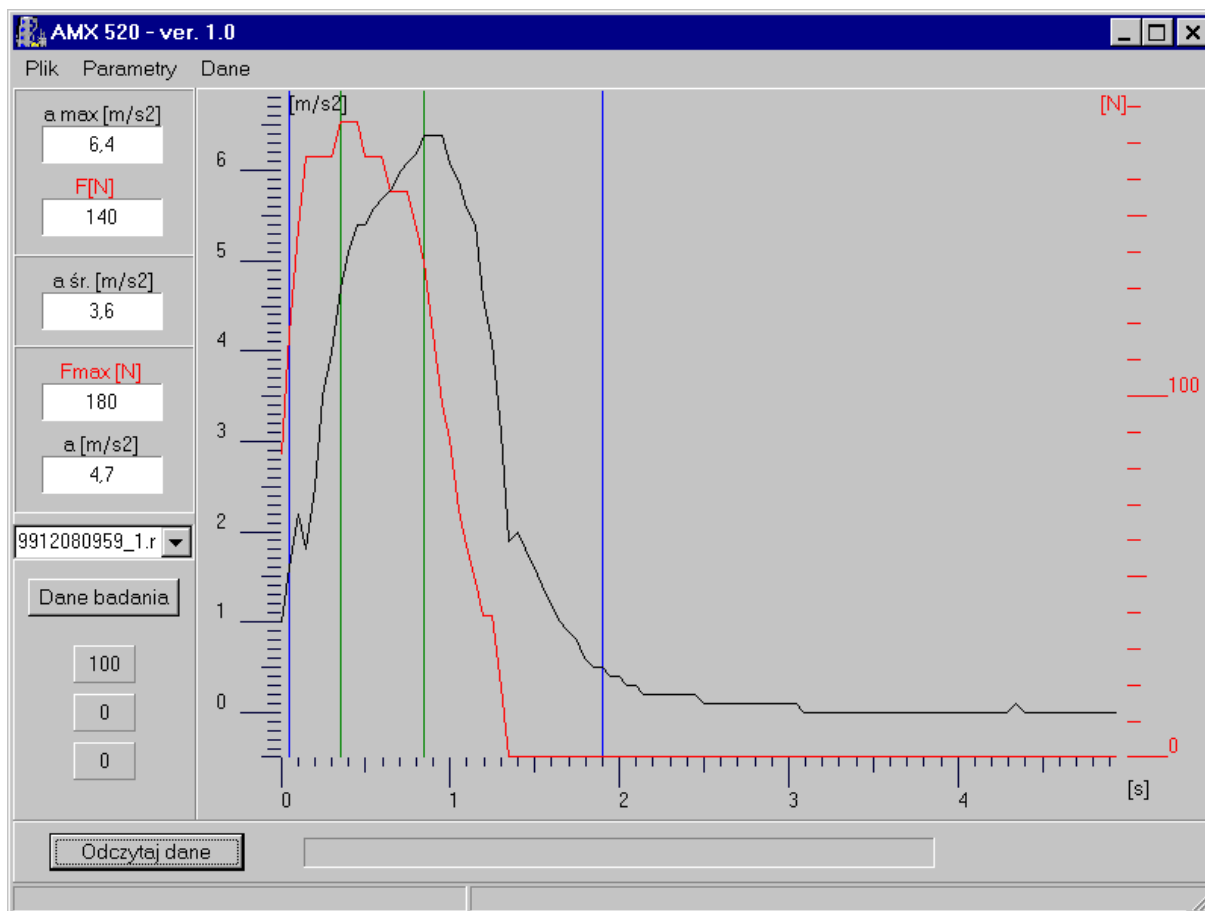 AMX 520 - ver. 1.0
Plik Parametry Dane
a max [m/s2]
6,4
F[N]
140
a śr. [m/s2]
3,6
Fmax [N]
180
a [m/s2]
4,7
9912080959_1.r
Dane badania
100
0
0
[m/s2]
[N]
6
5
4
3
2
1
0
100
0
0 1 2 3 4 [s]
Odczytaj dane